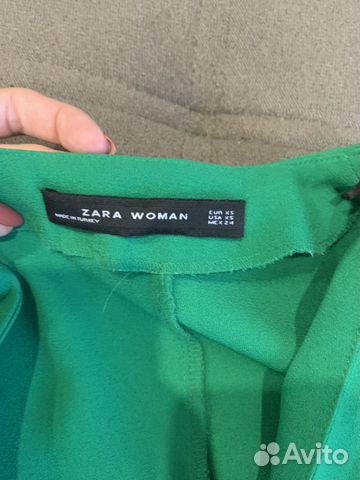 ZARA WOMAN
MADE IN TURKEY
EUR XS
USA XS
MEX 24
Avito